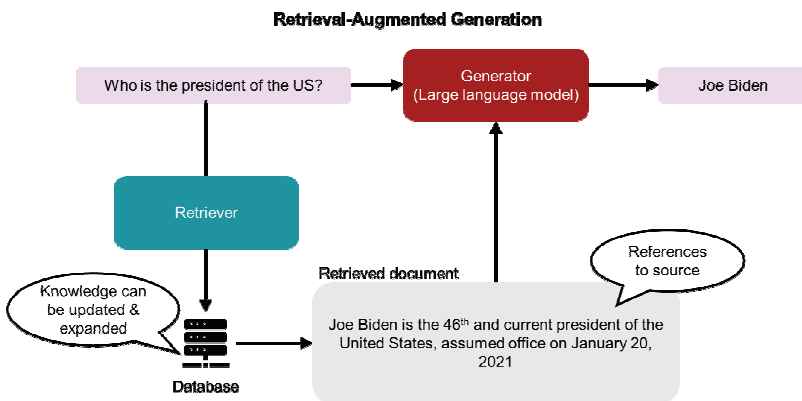 Retrieval-Augmented Generation
Who is the president of the US?
Generator
(Large language model)
Joe Biden
Retriever
References
to source
Retrieved document
Knowledge can
be updated &
expanded
Joe Biden is the 46th and current president of the
United States, assumed office on January 20,
2021
Database